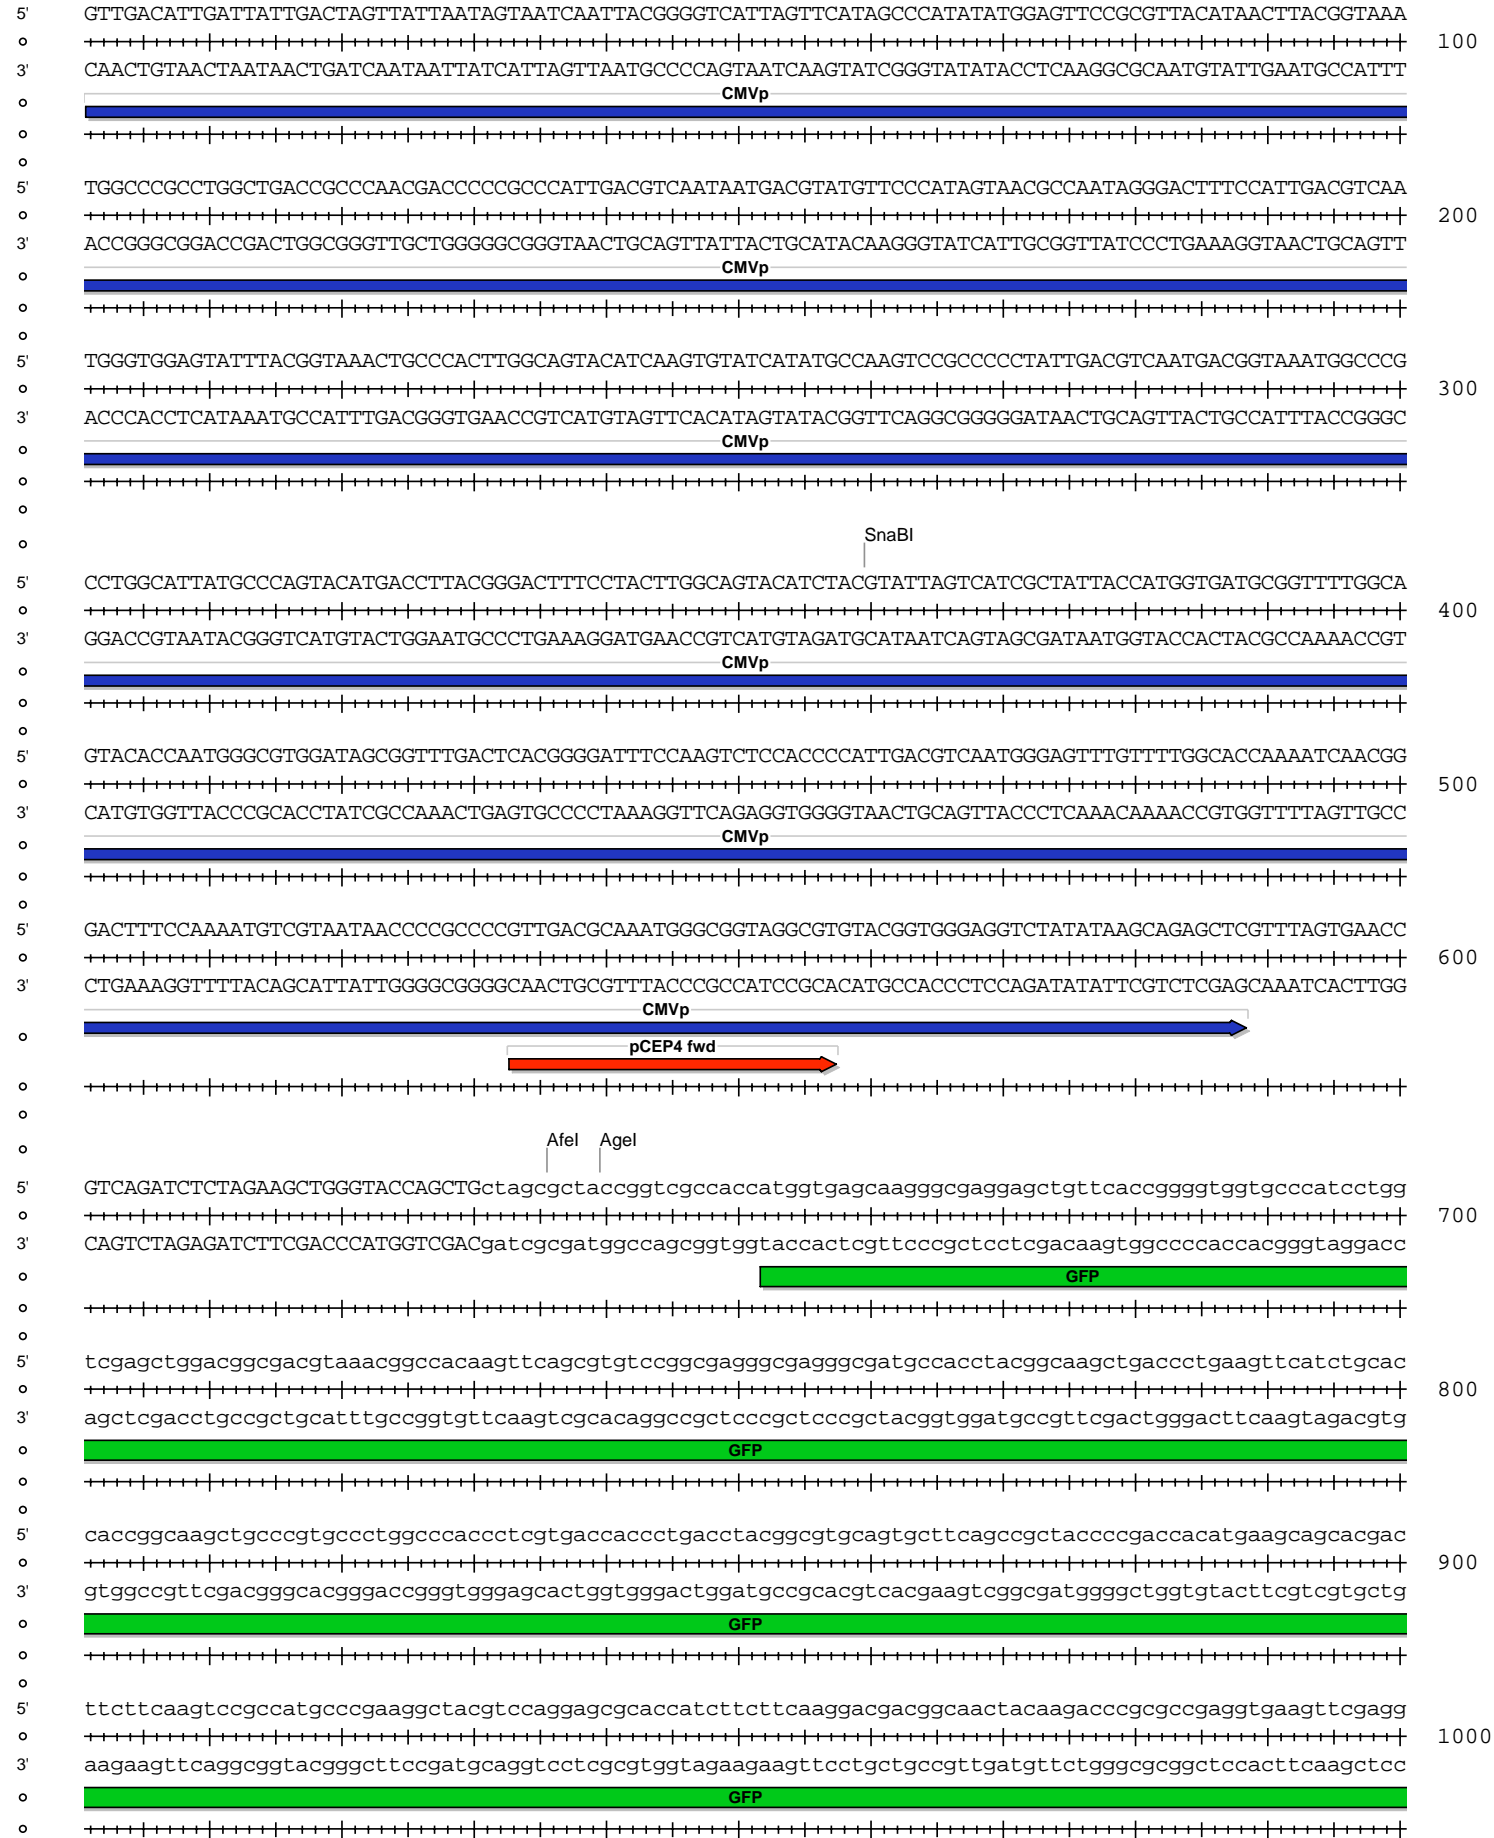 5' GTTGACATTGATTATTGACTAGTTATTAATAGTAATCAATTACGGGGTCATTAGTTCATAGCCCATATATGGAGTTCCGCGTTACATAACTTACGGTAAA
100
3' CAACTGTAACTAATAACTGATCAATAATTATCATTAGTTAATGCCCCAGTAATCAAGTATCGGGTATATACCTCAAGGCGCAATGTATTGAATGCCATTT
CMVp
5' TGGCCCGCCTGGCTGACCGCCCAACGACCCCCGCCCATTGACGTCAATAATGACGTATGTTCCCATAGTAACGCCAATAGGGACTTTCCATTGACGTCAA
200
3' ACCGGGCGGACCGACTGGCGGGTTGCTGGGGGCGGGTAACTGCAGTTATTACTGCATACAAGGGTATCATTGCGGTTATCCCTGAAAGGTAACTGCAGTT
CMVp
5' TGGGTGGAGTATTTACGGTAAACTGCCCACTTGGCAGTACATCAAGTGTATCATATGCCAAGTCCGCCCCCTATTGACGTCAATGACGGTAAATGGCCCG
300
3' ACCCACCTCATAAATGCCATTTGACGGGTGAACCGTCATGTAGTTCACATAGTATACGGTTCAGGCGGGGGATAACTGCAGTTACTGCCATTTACCGGGC
CMVp
SnaBI
5' CCTGGCATTATGCCCAGTACATGACCTTACGGGACTTTCCTACTTGGCAGTACATCTACGTATTAGTCATCGCTATTACCATGGTGATGCGGTTTTGGCA
400
3' GGACCGTAATACGGGTCATGTACTGGAATGCCCTGAAAGGATGAACCGTCATGTAGATGCATAATCAGTAGCGATAATGGTACCACTACGCCAAAACCGT
CMVp
5' GTACACCAATGGGCGTGGATAGCGGTTTGACTCACGGGGATTTCCAAGTCTCCACCCCATTGACGTCAATGGGAGTTTGTTTTGGCACCAAAATCAACGG
500
3' CATGTGGTTACCCGCACCTATCGCCAAACTGAGTGCCCCTAAAGGTTCAGAGGTGGGGTAACTGCAGTTACCCTCAAACAAAACCGTGGTTTTAGTTGCC
CMVp
5' GACTTTCCAAAATGTCGTAATAACCCCGCCCCGTTGACGCAAATGGGCGGTAGGCGTGTACGGTGGGAGGTCTATATAAGCAGAGCTCGTTTAGTGAACC
600
3' CTGAAAGGTTTTACAGCATTATTGGGGCGGGGCAACTGCGTTTACCCGCCATCCGCACATGCCACCCTCCAGATATATTCGTCTCGAGCAAATCACTTGG
CMVp
pCEP4 fwd
AfeI AgeI
5' GTCAGATCTCTAGAAGCTGGGTACCAGCTGctagcgctaccggtcgccaccatggtgagcaagggcgaggagctgttcaccggggtggtgcccatcctgg
700
3' CAGTCTAGAGATCTTCGACCCATGGTCGACgatcgcgatggccagcggtggtaccactcgttcccgctcctcgacaagtggccccaccacgggtaggacc
GFP
5' tcgagctggacggcgacgtaaacggccacaagttcagcgtgtccggcgagggcgagggcgatgccacctacggcaagctgaccctgaagttcatctgcac
800
3' agctcgacctgccgctgcatttgccggtgttcaagtcgcacaggccgctcccgctcccgctacggtggatgccgttcgactgggacttcaagtagacgtg
GFP
5' caccggcaagctgcccgtgccctggcccaccctcgtgaccaccctgacctacggcgtgcagtgcttcagccgctaccccgaccacatgaagcagcacgac
900
3' gtggccgttcgacgggcacgggaccgggtgggagcactggtgggactggatgccgcacgtcacgaagtcggcgatggggctggtgtacttcgtcgtgctg
GFP
5' ttcttcaagtccgccatgcccgaaggctacgtccaggagcgcaccatcttcttcaaggacgacggcaactacaagacccgcgccgaggtgaagttcgagg
1000
3' aagaagttcaggcggtacgggcttccgatgcaggtcctcgcgtggtagaagaagttcctgctgccgttgatgttctgggcgcggctccacttcaagctcc
GFP